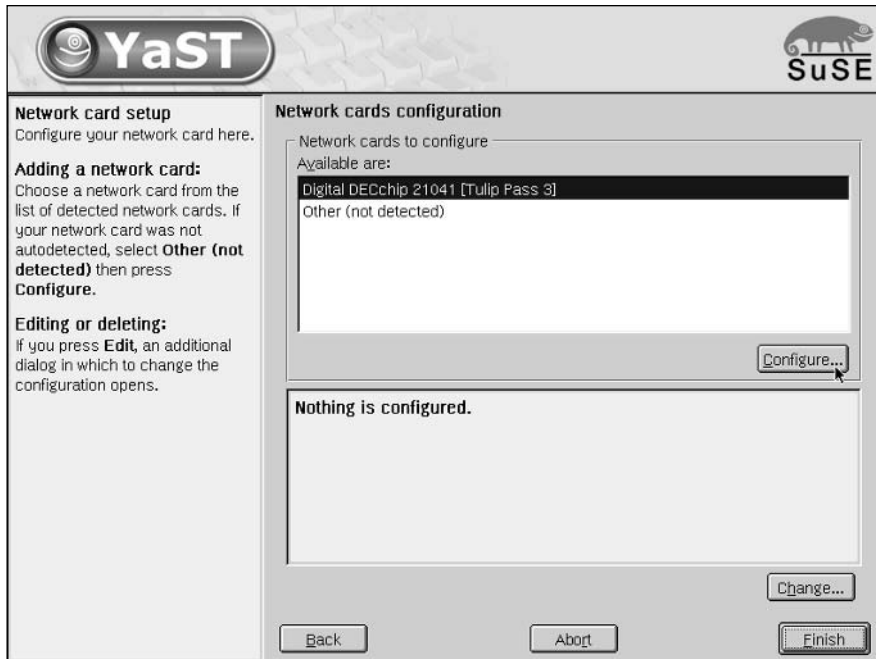 YaST
SuSE
Network card setup
Configure your network card here.
Adding a network card:
Choose a network card from the
list of detected network cards. If
your network card was not
autodetected, select Other (not
detected) then press
Configure.
Editing or deleting:
If you press Edit, an additional
dialog in which to change the
configuration opens.
Network cards configuration
Network cards to configure
Available are:
Digital DECchip 21041 [Tulip Pass 3]
Other (not detected)
Configure...
Nothing is configured.
Change...
Back
Abort
Finish